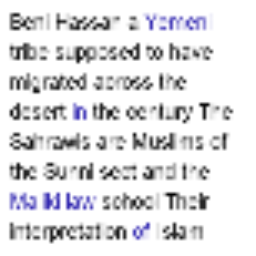 Beni Hassan a Yemeni
tribe supposed to have
migrated across the
desert in the century The
Sahrawis are Muslims of
the Sunni sect and the
Maliki law school Their
interpretation of Islam